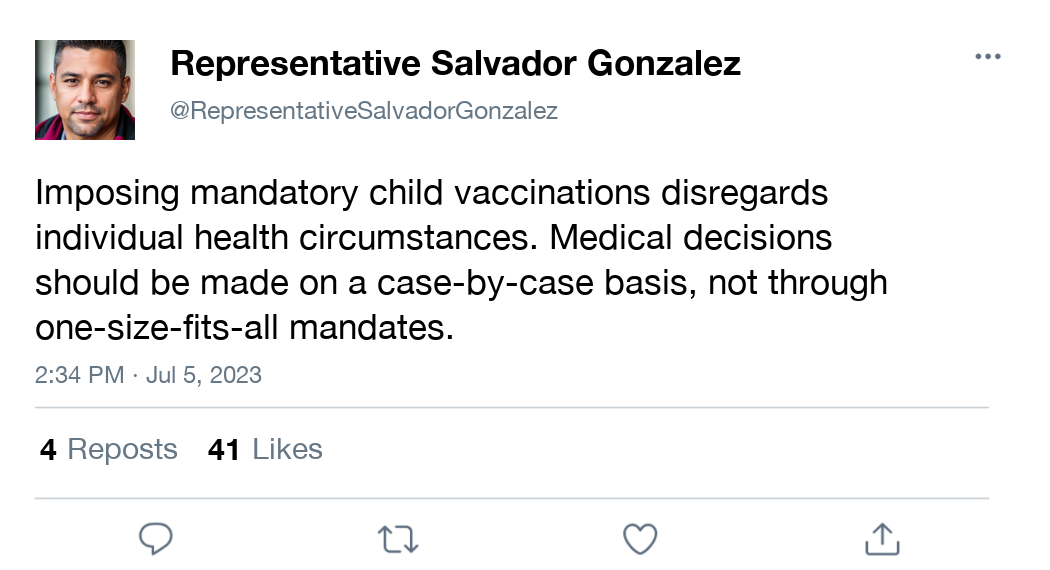 Representative Salvador Gonzalez
@RepresentativeSalvadorGonzalez
Imposing mandatory child vaccinations disregards
individual health circumstances. Medical decisions
should be made on a case-by-case basis, not through
one-size-fits-all mandates.
2:34 PM · Jul 5, 2023
4 Reposts 41 Likes